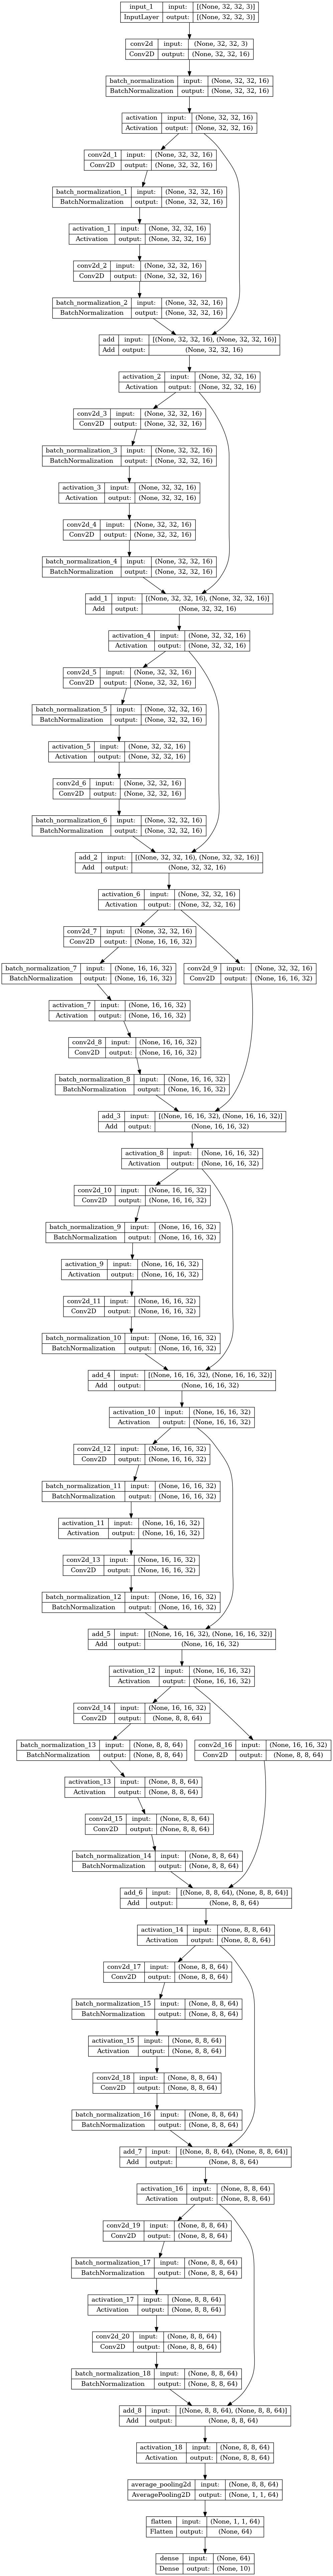 input_1 input: [(None, 32, 32, 3)]
InputLayer output: [(None, 32, 32, 3)]
conv2d input: (None, 32, 32, 3)
Conv2D output: (None, 32, 32, 16)
batch_normalization input: (None, 32, 32, 16)
BatchNormalization output: (None, 32, 32, 16)
activation input: (None, 32, 32, 16)
Activation output: (None, 32, 32, 16)
conv2d_1 input: (None, 32, 32, 16)
Conv2D output: (None, 32, 32, 16)
batch_normalization_1 input: (None, 32, 32, 16)
BatchNormalization output: (None, 32, 32, 16)
activation_1 input: (None, 32, 32, 16)
Activation output: (None, 32, 32, 16)
conv2d_2 input: (None, 32, 32, 16)
Conv2D output: (None, 32, 32, 16)
batch_normalization_2 input: (None, 32, 32, 16)
BatchNormalization output: (None, 32, 32, 16)
add input: [(None, 32, 32, 16), (None, 32, 32, 16)]
Add output: (None, 32, 32, 16)
activation_2 input: (None, 32, 32, 16)
Activation output: (None, 32, 32, 16)
conv2d_3 input: (None, 32, 32, 16)
Conv2D output: (None, 32, 32, 16)
batch_normalization_3 input: (None, 32, 32, 16)
BatchNormalization output: (None, 32, 32, 16)
activation_3 input: (None, 32, 32, 16)
Activation output: (None, 32, 32, 16)
conv2d_4 input: (None, 32, 32, 16)
Conv2D output: (None, 32, 32, 16)
batch_normalization_4 input: (None, 32, 32, 16)
BatchNormalization output: (None, 32, 32, 16)
add_1 input: [(None, 32, 32, 16), (None, 32, 32, 16)]
Add output: (None, 32, 32, 16)
activation_4 input: (None, 32, 32, 16)
Activation output: (None, 32, 32, 16)
conv2d_5 input: (None, 32, 32, 16)
Conv2D output: (None, 32, 32, 16)
batch_normalization_5 input: (None, 32, 32, 16)
BatchNormalization output: (None, 32, 32, 16)
activation_5 input: (None, 32, 32, 16)
Activation output: (None, 32, 32, 16)
conv2d_6 input: (None, 32, 32, 16)
Conv2D output: (None, 32, 32, 16)
batch_normalization_6 input: (None, 32, 32, 16)
BatchNormalization output: (None, 32, 32, 16)
add_2 input: [(None, 32, 32, 16), (None, 32, 32, 16)]
Add output: (None, 32, 32, 16)
activation_6 input: (None, 32, 32, 16)
Activation output: (None, 32, 32, 16)
conv2d_7 input: (None, 32, 32, 16)
Conv2D output: (None, 16, 16, 32)
batch_normalization_7 input: (None, 16, 16, 32)
BatchNormalization output: (None, 16, 16, 32)
conv2d_9 input: (None, 32, 32, 16)
Conv2D output: (None, 16, 16, 32)
activation_7 input: (None, 16, 16, 32)
Activation output: (None, 16, 16, 32)
conv2d_8 input: (None, 16, 16, 32)
Conv2D output: (None, 16, 16, 32)
batch_normalization_8 input: (None, 16, 16, 32)
BatchNormalization output: (None, 16, 16, 32)
add_3 input: [(None, 16, 16, 32), (None, 16, 16, 32)]
Add output: (None, 16, 16, 32)
activation_8 input: (None, 16, 16, 32)
Activation output: (None, 16, 16, 32)
conv2d_10 input: (None, 16, 16, 32)
Conv2D output: (None, 16, 16, 32)
batch_normalization_9 input: (None, 16, 16, 32)
BatchNormalization output: (None, 16, 16, 32)
activation_9 input: (None, 16, 16, 32)
Activation output: (None, 16, 16, 32)
conv2d_11 input: (None, 16, 16, 32)
Conv2D output: (None, 16, 16, 32)
batch_normalization_10 input: (None, 16, 16, 32)
BatchNormalization output: (None, 16, 16, 32)
add_4 input: [(None, 16, 16, 32), (None, 16, 16, 32)]
Add output: (None, 16, 16, 32)
activation_10 input: (None, 16, 16, 32)
Activation output: (None, 16, 16, 32)
conv2d_12 input: (None, 16, 16, 32)
Conv2D output: (None, 16, 16, 32)
batch_normalization_11 input: (None, 16, 16, 32)
BatchNormalization output: (None, 16, 16, 32)
activation_11 input: (None, 16, 16, 32)
Activation output: (None, 16, 16, 32)
conv2d_13 input: (None, 16, 16, 32)
Conv2D output: (None, 16, 16, 32)
batch_normalization_12 input: (None, 16, 16, 32)
BatchNormalization output: (None, 16, 16, 32)
add_5 input: [(None, 16, 16, 32), (None, 16, 16, 32)]
Add output: (None, 16, 16, 32)
activation_12 input: (None, 16, 16, 32)
Activation output: (None, 16, 16, 32)
conv2d_14 input: (None, 16, 16, 32)
Conv2D output: (None, 8, 8, 64)
batch_normalization_13 input: (None, 8, 8, 64)
BatchNormalization output: (None, 8, 8, 64)
conv2d_16 input: (None, 16, 16, 32)
Conv2D output: (None, 8, 8, 64)
activation_13 input: (None, 8, 8, 64)
Activation output: (None, 8, 8, 64)
conv2d_15 input: (None, 8, 8, 64)
Conv2D output: (None, 8, 8, 64)
batch_normalization_14 input: (None, 8, 8, 64)
BatchNormalization output: (None, 8, 8, 64)
add_6 input: [(None, 8, 8, 64), (None, 8, 8, 64)]
Add output: (None, 8, 8, 64)
activation_14 input: (None, 8, 8, 64)
Activation output: (None, 8, 8, 64)
conv2d_17 input: (None, 8, 8, 64)
Conv2D output: (None, 8, 8, 64)
batch_normalization_15 input: (None, 8, 8, 64)
BatchNormalization output: (None, 8, 8, 64)
activation_15 input: (None, 8, 8, 64)
Activation output: (None, 8, 8, 64)
conv2d_18 input: (None, 8, 8, 64)
Conv2D output: (None, 8, 8, 64)
batch_normalization_16 input: (None, 8, 8, 64)
BatchNormalization output: (None, 8, 8, 64)
add_7 input: [(None, 8, 8, 64), (None, 8, 8, 64)]
Add output: (None, 8, 8, 64)
activation_16 input: (None, 8, 8, 64)
Activation output: (None, 8, 8, 64)
conv2d_19 input: (None, 8, 8, 64)
Conv2D output: (None, 8, 8, 64)
batch_normalization_17 input: (None, 8, 8, 64)
BatchNormalization output: (None, 8, 8, 64)
activation_17 input: (None, 8, 8, 64)
Activation output: (None, 8, 8, 64)
conv2d_20 input: (None, 8, 8, 64)
Conv2D output: (None, 8, 8, 64)
batch_normalization_18 input: (None, 8, 8, 64)
BatchNormalization output: (None, 8, 8, 64)
add_8 input: [(None, 8, 8, 64), (None, 8, 8, 64)]
Add output: (None, 8, 8, 64)
activation_18 input: (None, 8, 8, 64)
Activation output: (None, 8, 8, 64)
average_pooling2d input: (None, 8, 8, 64)
AveragePooling2D output: (None, 1, 1, 64)
flatten input: (None, 1, 1, 64)
Flatten output: (None, 64)
dense input: (None, 64)
Dense output: (None, 10)